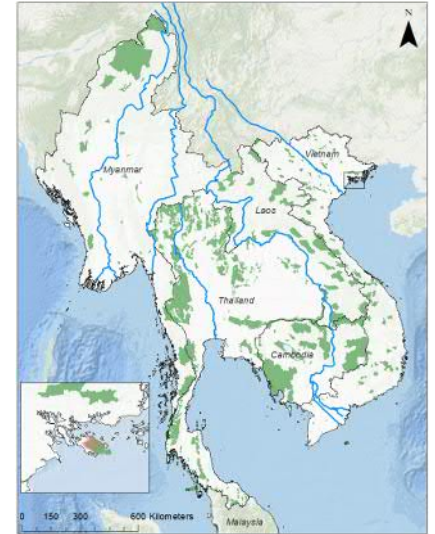 N
Myanmar
Vietnam
Laos
Thailand
Cambodia
0 150 300 600 Kilometers
Malaysia